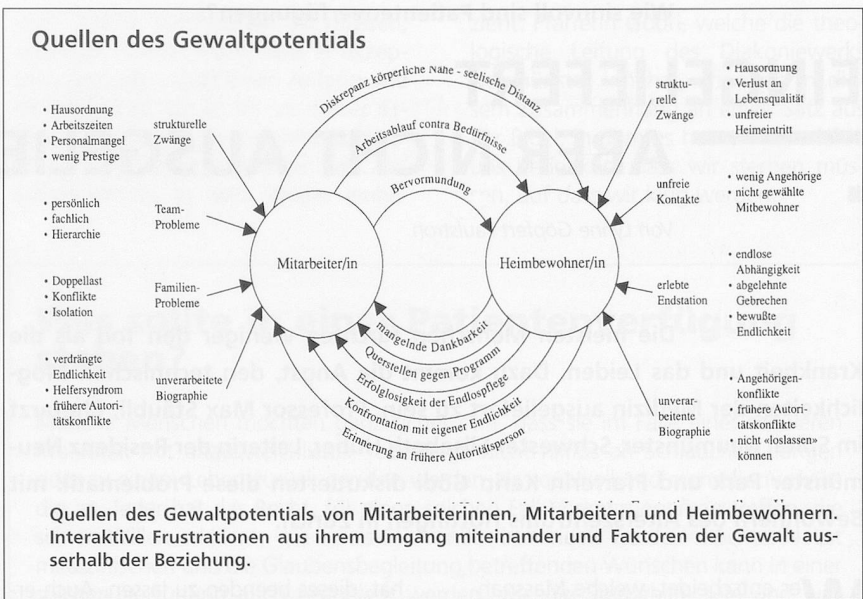 Quellen des Gewaltpotentials
• Hausordnung
• Arbeitszeiten
• Personalmangel
• wenig Prestige
strukturelle
Zwänge
• persönlich
• fachlich
• Hierarchie
Team-
Probleme
• Doppellast
• Konflikte
• Isolation
Familien-
Probleme
• verdrängte
Endlichkeit
• Helfersyndrom
• frühere Autori-
tätskonflikte
unverarbeitete
Biographie
Diskrepanz körperliche Nähe - seelische Distanz
Arbeitsablauf contra Bedürfnisse
Bevormundung
Mitarbeiter/in
Heimbewohner/in
mangelnde Dankbarkeit
Querstellen gegen Programm
Erfolglosigkeit der Endlospflege
Konfrontation mit eigener Endlichkeit
Erinnerung an frühere Autoritätsperson
struktu-
relle
Zwänge
• Hausordnung
• Verlust an
Lebensqualität
• unfreier
Heimeintritt
unfreie
Kontakte
• wenig Angehörige
• nicht gewählte
Mitbewohner
erlebte
Endstation
• endlose
Abhängigkeit
• abgelehnte
Gebrechen
• bewußte
Endlichkeit
unverar-
beitete
Biographie
• Angehörigen-
konflikte
• frühere Autori-
tätskonflikte
• nicht «loslassen»
können
Quellen des Gewaltpotentials von Mitarbeiterinnen, Mitarbeitern und Heimbewohnern.
Interaktive Frustrationen aus ihrem Umgang miteinander und Faktoren der Gewalt aus-
serhalb der Beziehung.